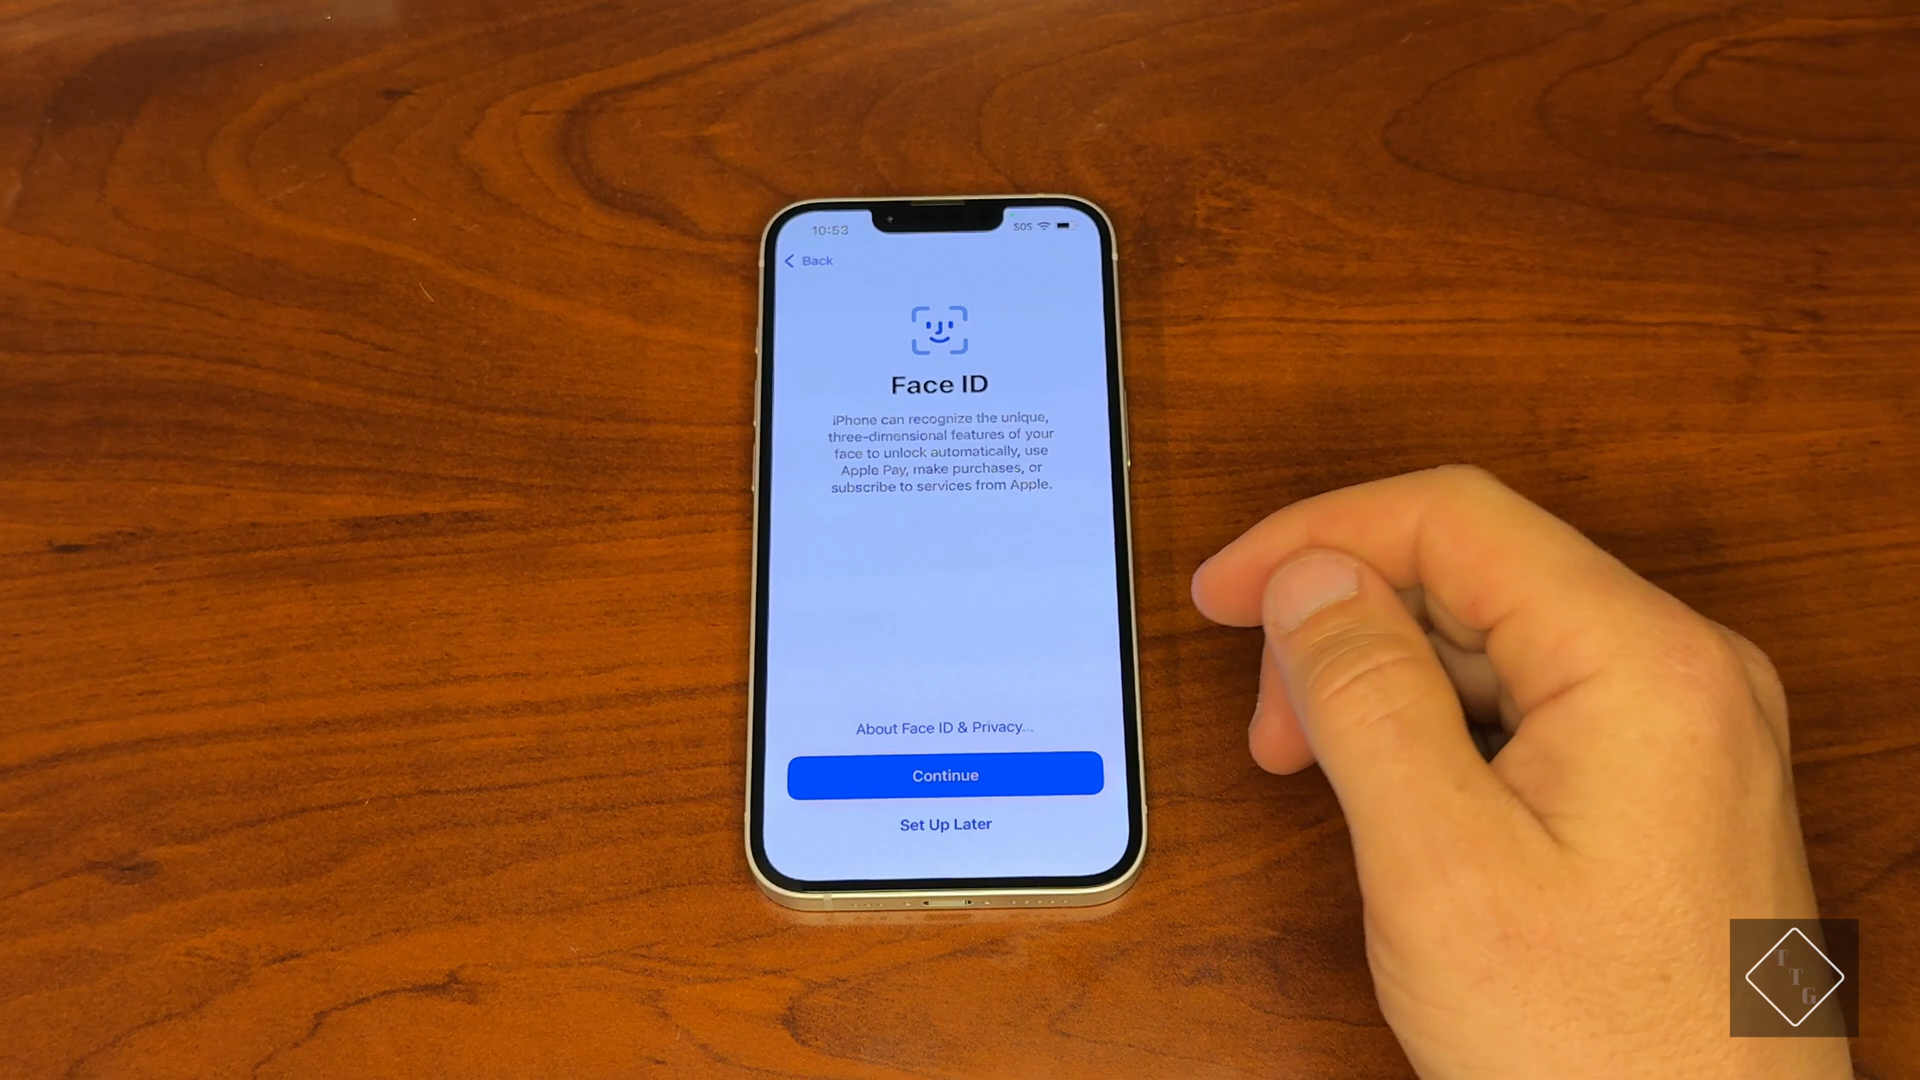 10:53
SOS
Back
Face ID
iPhone can recognize the unique,
three-dimensional features of your
face to unlock automatically, use
Apple Pay, make purchases, or
subscribe to services from Apple.
About Face ID & Privacy...
Continue
Set Up Later
T
T
G